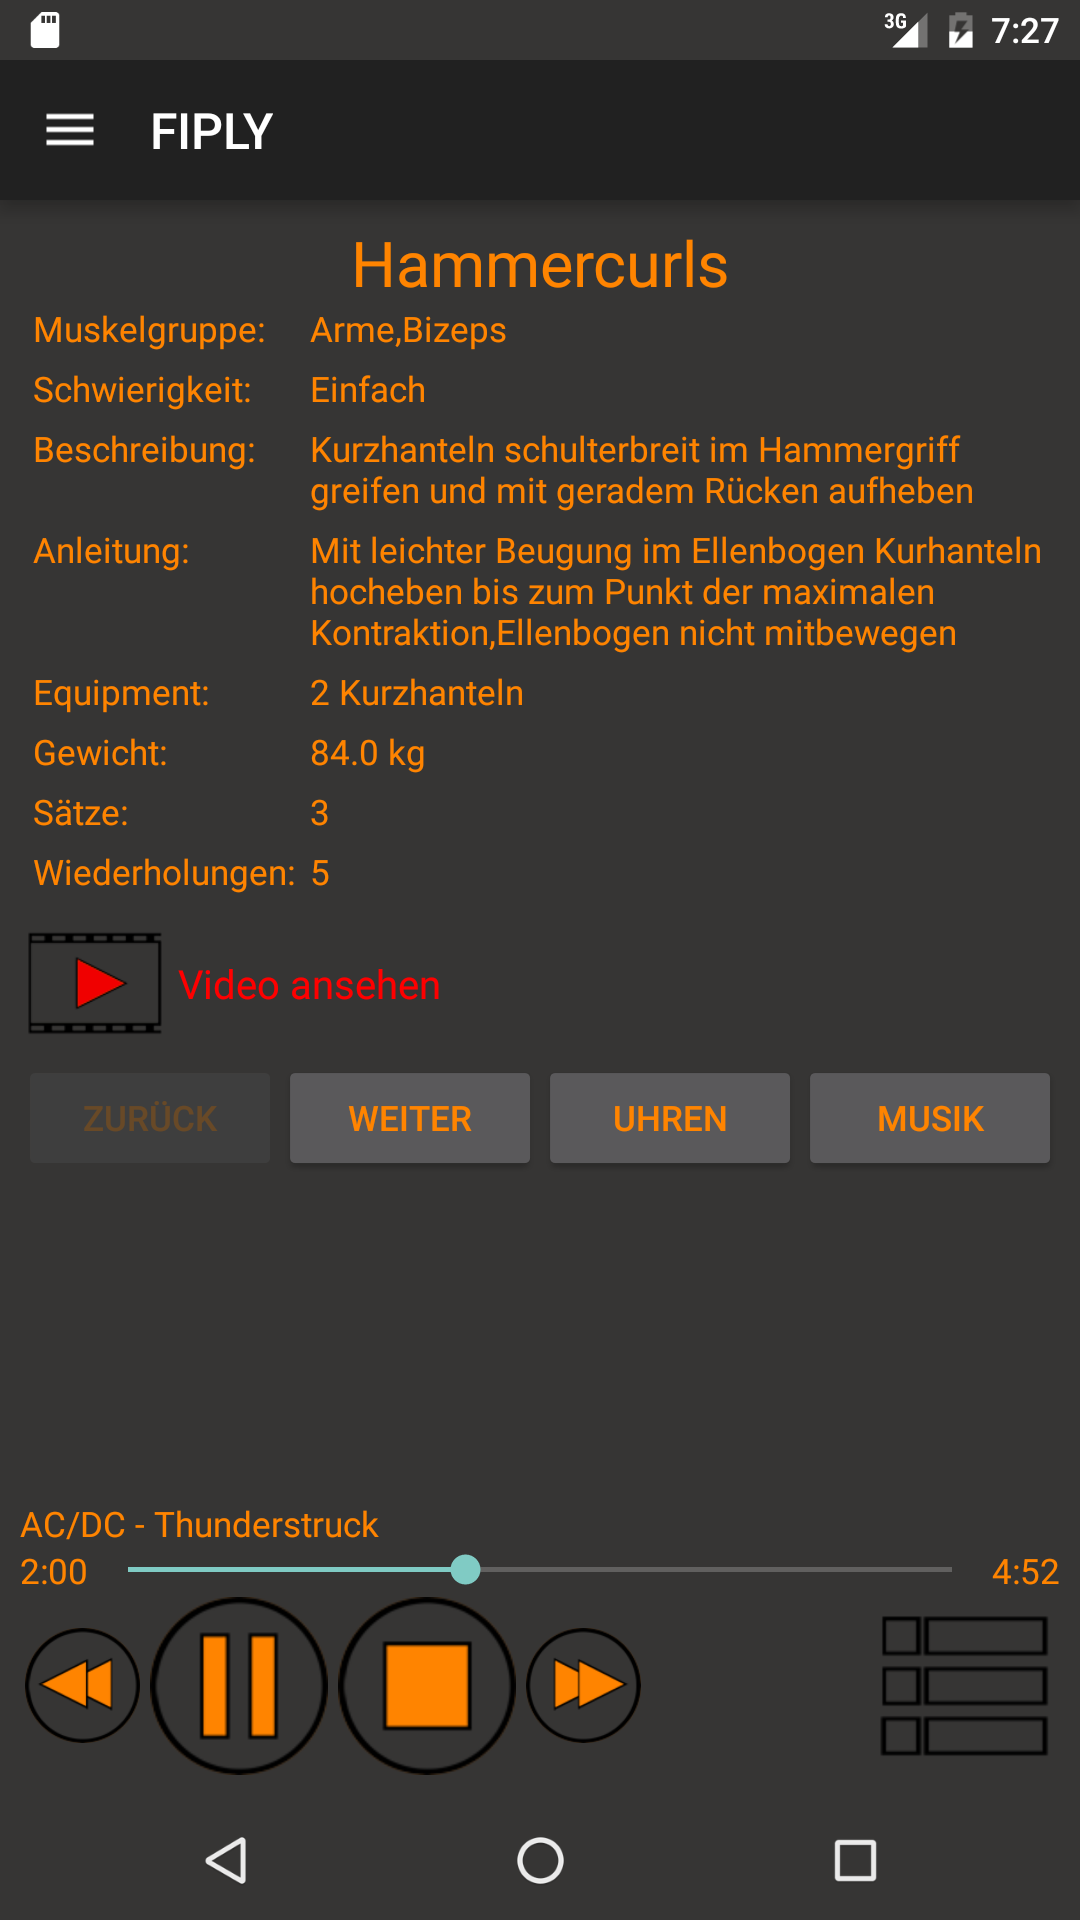 3G 7:27
FIPLY
Hammercurls
Muskelgruppe: Arme,Bizeps
Schwierigkeit: Einfach
Beschreibung: Kurzhanteln schulterbreit im Hammergriff
greifen und mit geradem Rücken aufheben
Anleitung: Mit leichter Beugung im Ellenbogen Kurhanteln
hocheben bis zum Punkt der maximalen
Kontraktion,Ellenbogen nicht mitbewegen
Equipment: 2 Kurzhanteln
Gewicht: 84.0 kg
Sätze: 3
Wiederholungen: 5
Video ansehen
ZURÜCK WEITER UHREN MUSIK
AC/DC - Thunderstruck
2:00 4:52